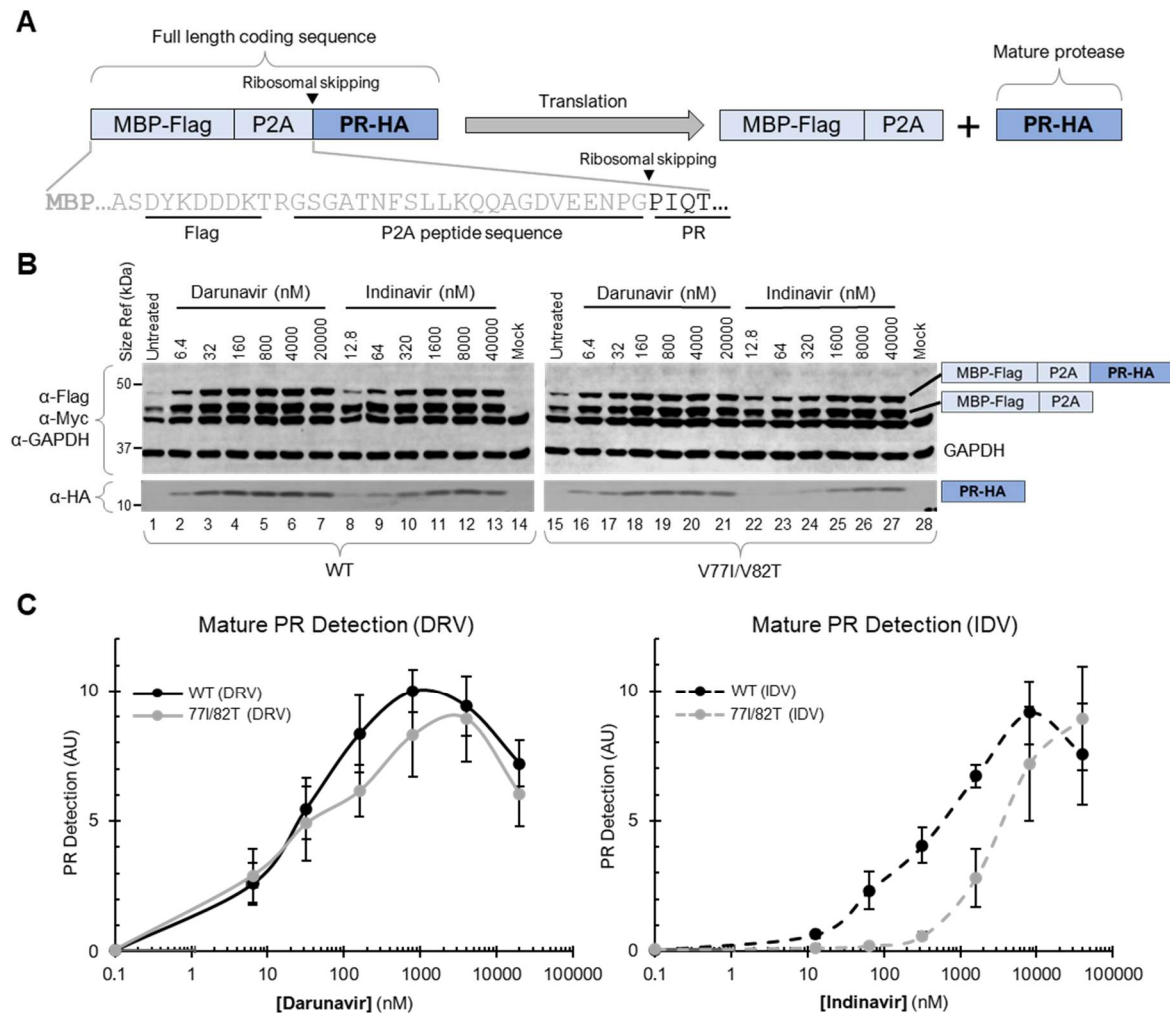 A
Full length coding sequence
Ribosomal skipping
MBP-Flag P2A PR-HA
Translation
MBP-Flag P2A + PR-HA
Mature protease
Ribosomal skipping
MBP...ASDYKDDDKTRGSGATNFSLLKQQAGDVEENPGPIQT...
Flag P2A peptide sequence PR
B
Size Ref (kDa)
Untreated
Darunavir (nM)
6.4 32 160 800 4000 20000
Indinavir (nM)
12.8 64 320 1600 8000 40000
Mock
Untreated
Darunavir (nM)
6.4 32 160 800 4000 20000
Indinavir (nM)
12.8 64 320 1600 8000 40000
Mock
50
37
10
α-Flag
α-Myc
α-GAPDH
α-HA
MBP-Flag P2A PR-HA
MBP-Flag P2A
GAPDH
PR-HA
1 2 3 4 5 6 7 8 9 10 11 12 13 14 15 16 17 18 19 20 21 22 23 24 25 26 27 28
WT V77I/V82T
C
Mature PR Detection (DRV)
WT (DRV)
77I/82T (DRV)
PR Detection (AU)
10
5
0
0.1 1 10 100 1000 10000 100000
[Darunavir] (nM)
Mature PR Detection (IDV)
WT (IDV)
77I/82T (IDV)
PR Detection (AU)
10
5
0
0.1 1 10 100 1000 10000 100000
[Indinavir] (nM)